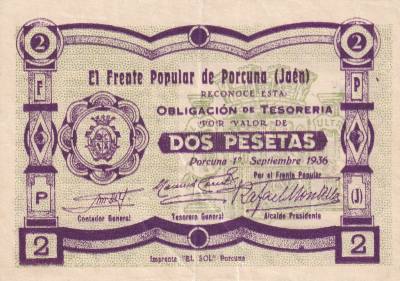 2 2
F P
El Frente Popular de Porcuna (Jaén)
RECONOCE ESTA
OBLIGACIÓN DE TESORERIA
POR VALOR DE
DOS PESETAS
Porcuna 1º Septiembre 1936
Por el Frente Popular
P (J)
Contador General Tesorero General Alcalde Presidente
2 2
Imprenta "EL SOL" Porcuna